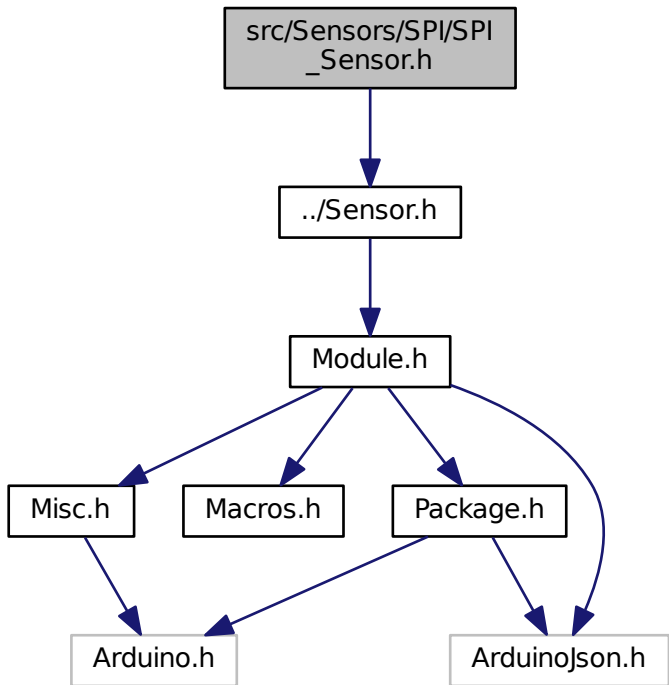 src/Sensors/SPI/SPI
_Sensor.h
../Sensor.h
Module.h
Misc.h
Macros.h
Package.h
Arduino.h
ArduinoJson.h